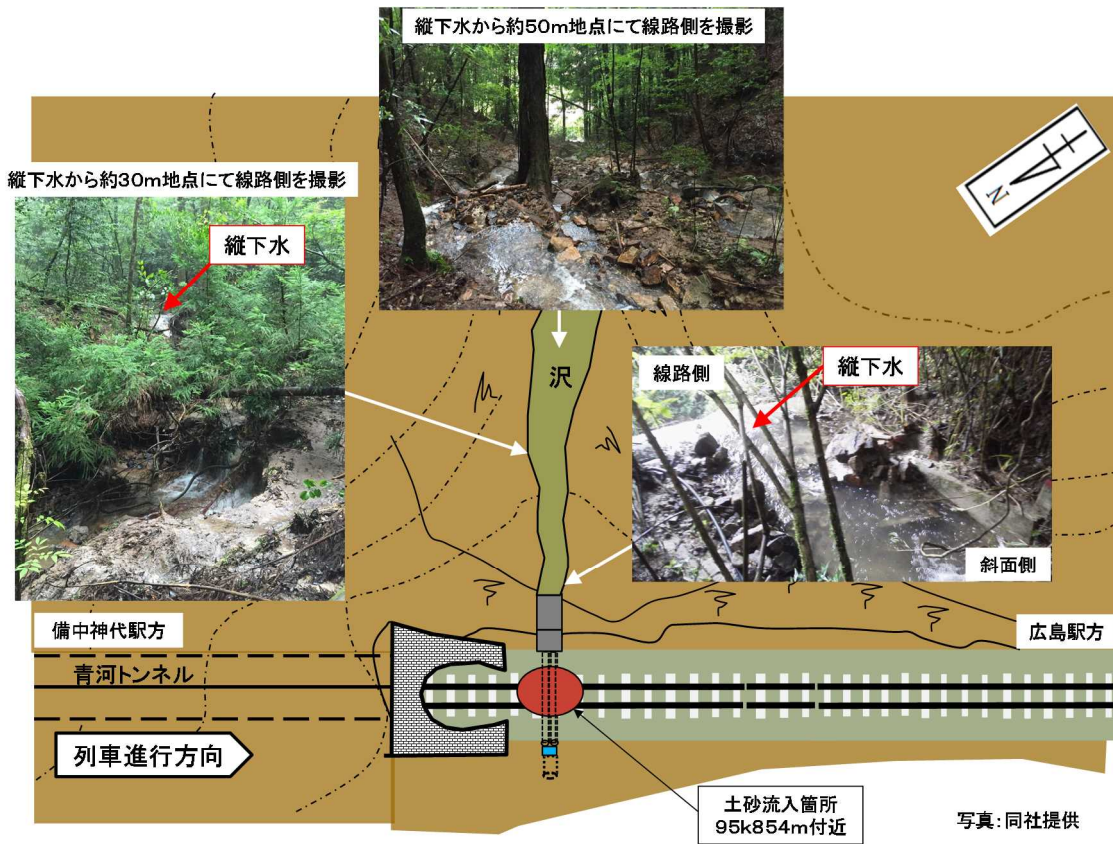 縦下水から約50m地点にて線路側を撮影
縦下水から約30m地点にて線路側を撮影
縦下水
N
沢
線路側
縦下水
斜面側
備中神代駅方
広島駅方
青河トンネル
列車進行方向
土砂流入箇所
95k854m付近
写真:同社提供